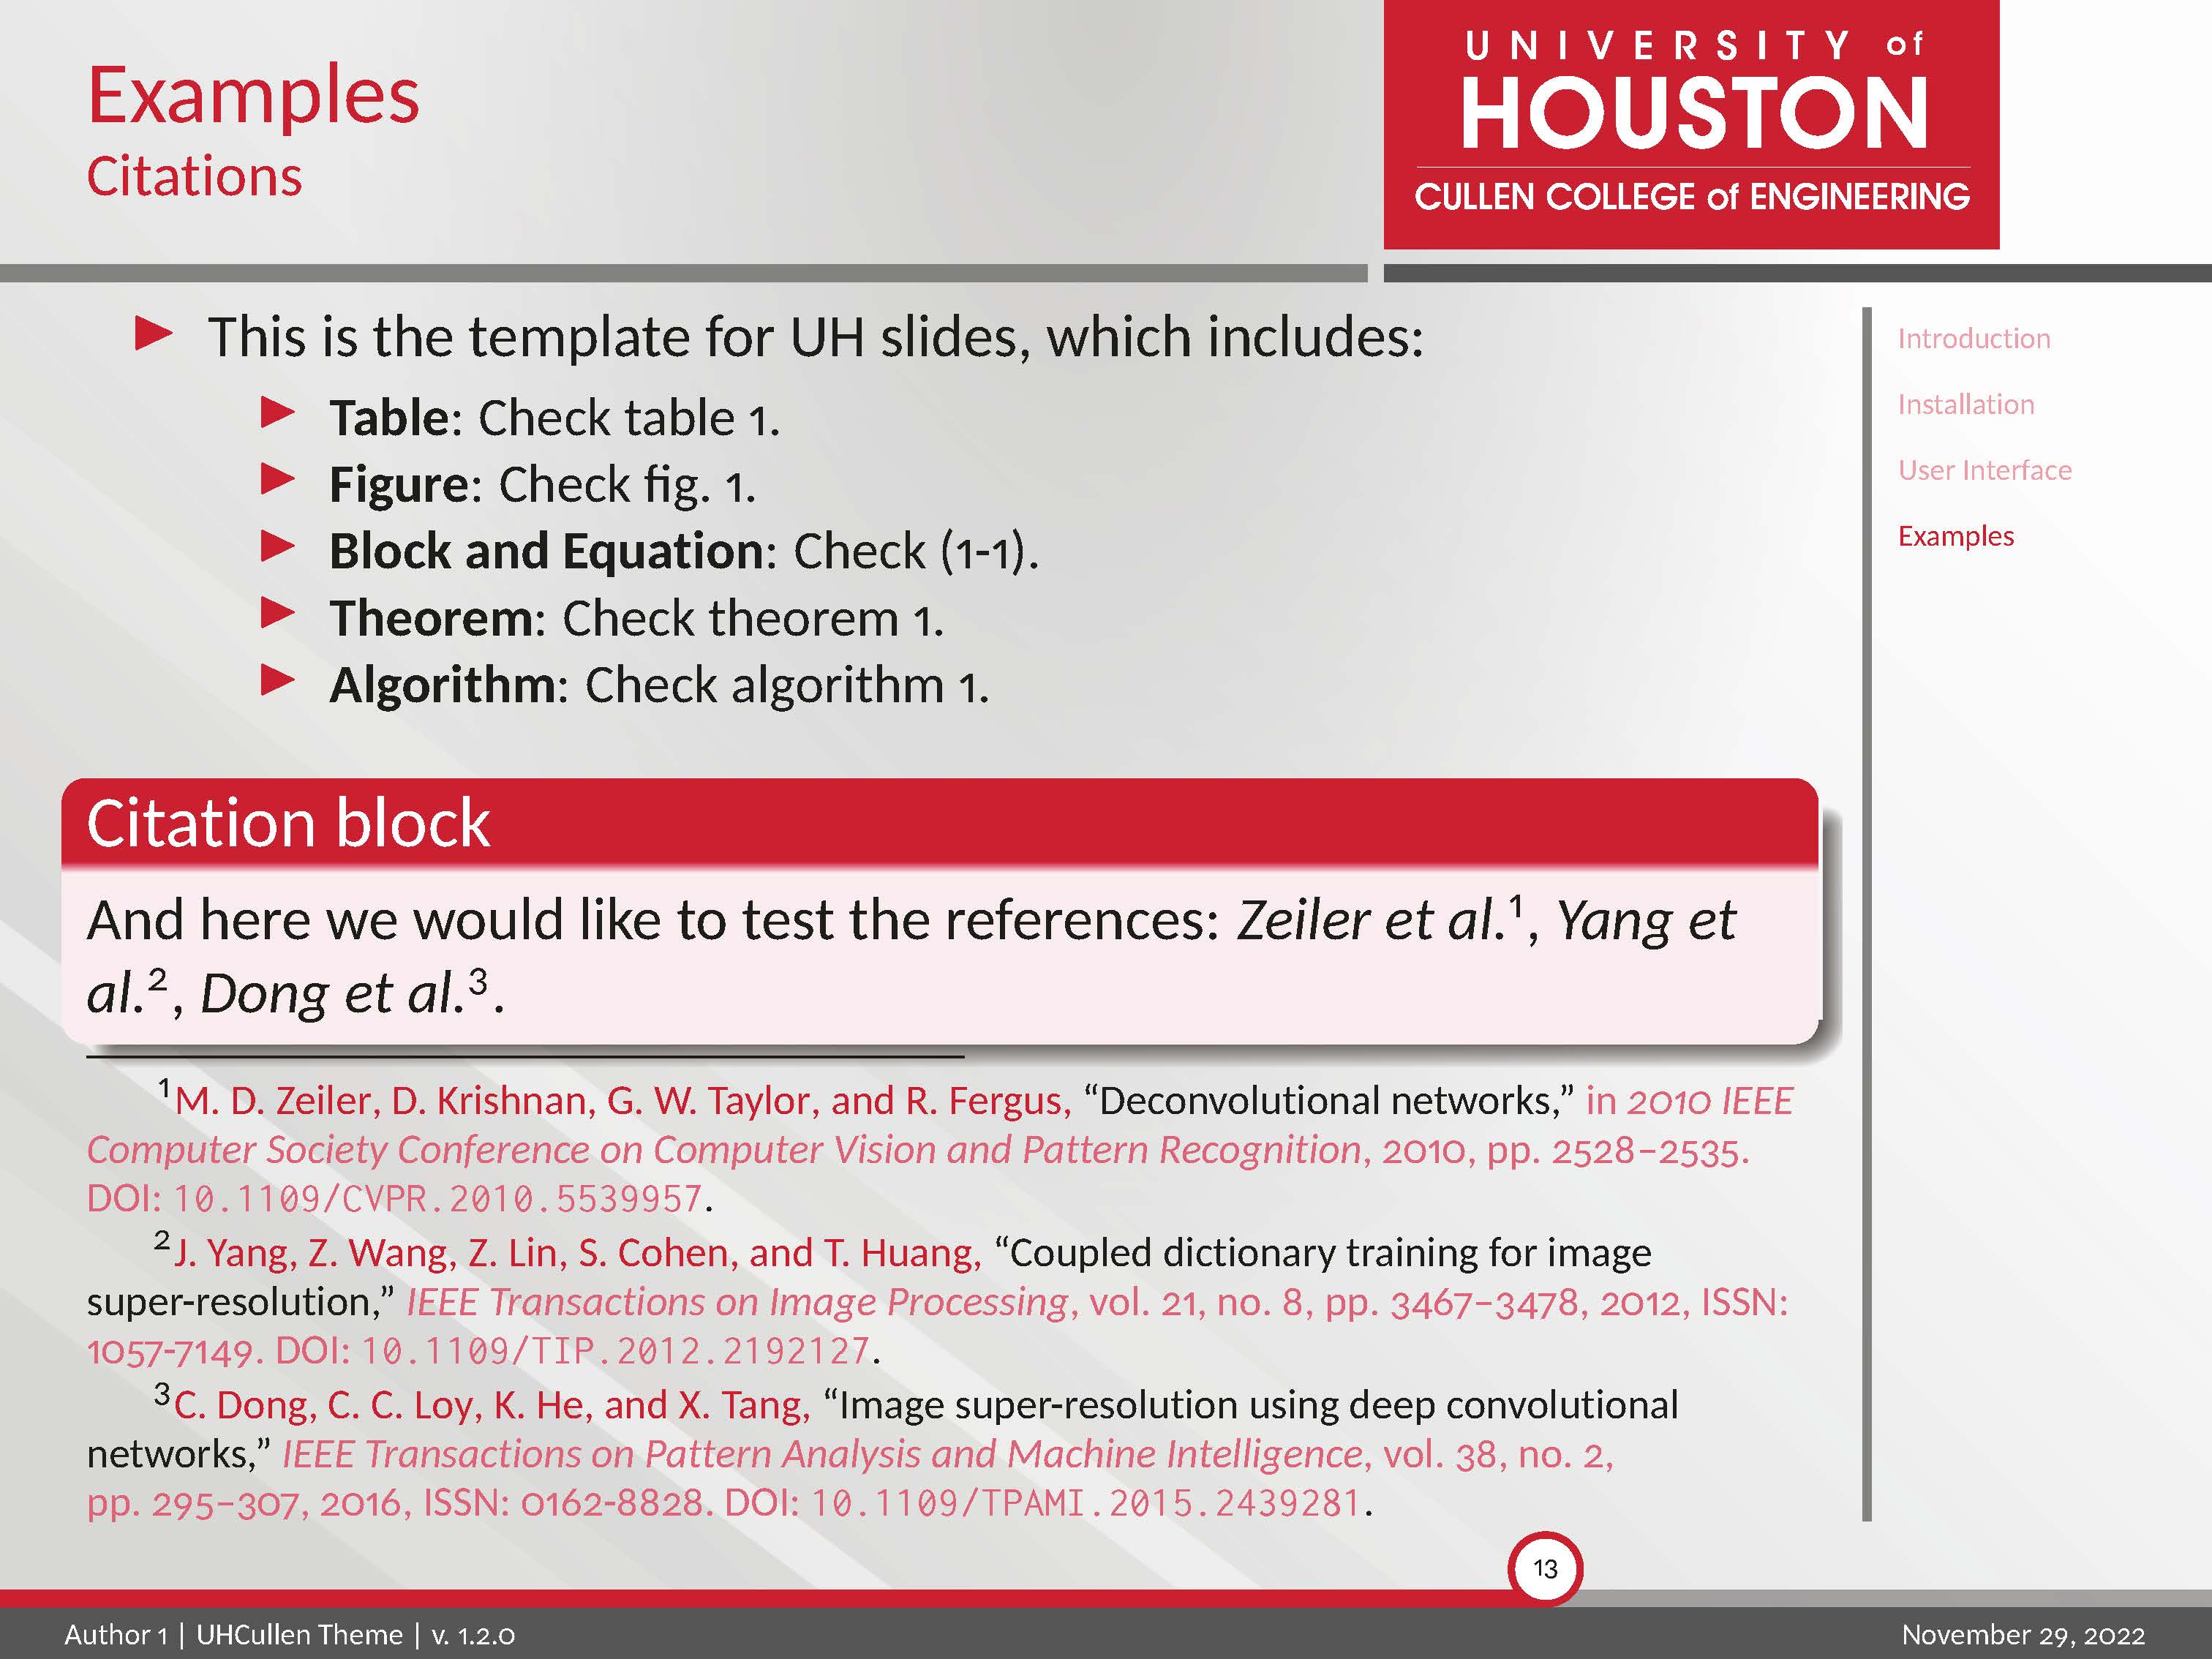 Examples
Citations
UNIVERSITY of
HOUSTON
CULLEN COLLEGE of ENGINEERING
▶ This is the template for UH slides, which includes:
▶ Table: Check table 1.
▶ Figure: Check fig. 1.
▶ Block and Equation: Check (1-1).
▶ Theorem: Check theorem 1.
▶ Algorithm: Check algorithm 1.
Citation block
And here we would like to test the references: Zeiler et al.¹, Yang et
al.², Dong et al.³.
¹M. D. Zeiler, D. Krishnan, G. W. Taylor, and R. Fergus, “Deconvolutional networks,” in 2010 IEEE
Computer Society Conference on Computer Vision and Pattern Recognition, 2010, pp. 2528–2535.
DOI: 10.1109/CVPR.2010.5539957.
²J. Yang, Z. Wang, Z. Lin, S. Cohen, and T. Huang, “Coupled dictionary training for image
super-resolution,” IEEE Transactions on Image Processing, vol. 21, no. 8, pp. 3467–3478, 2012, ISSN:
1057-7149. DOI: 10.1109/TIP.2012.2192127.
³C. Dong, C. C. Loy, K. He, and X. Tang, “Image super-resolution using deep convolutional
networks,” IEEE Transactions on Pattern Analysis and Machine Intelligence, vol. 38, no. 2,
pp. 295–307, 2016, ISSN: 0162-8828. DOI: 10.1109/TPAMI.2015.2439281.
Introduction
Installation
User Interface
Examples
13
Author 1 | UHCullen Theme | v. 1.2.0
November 29, 2022